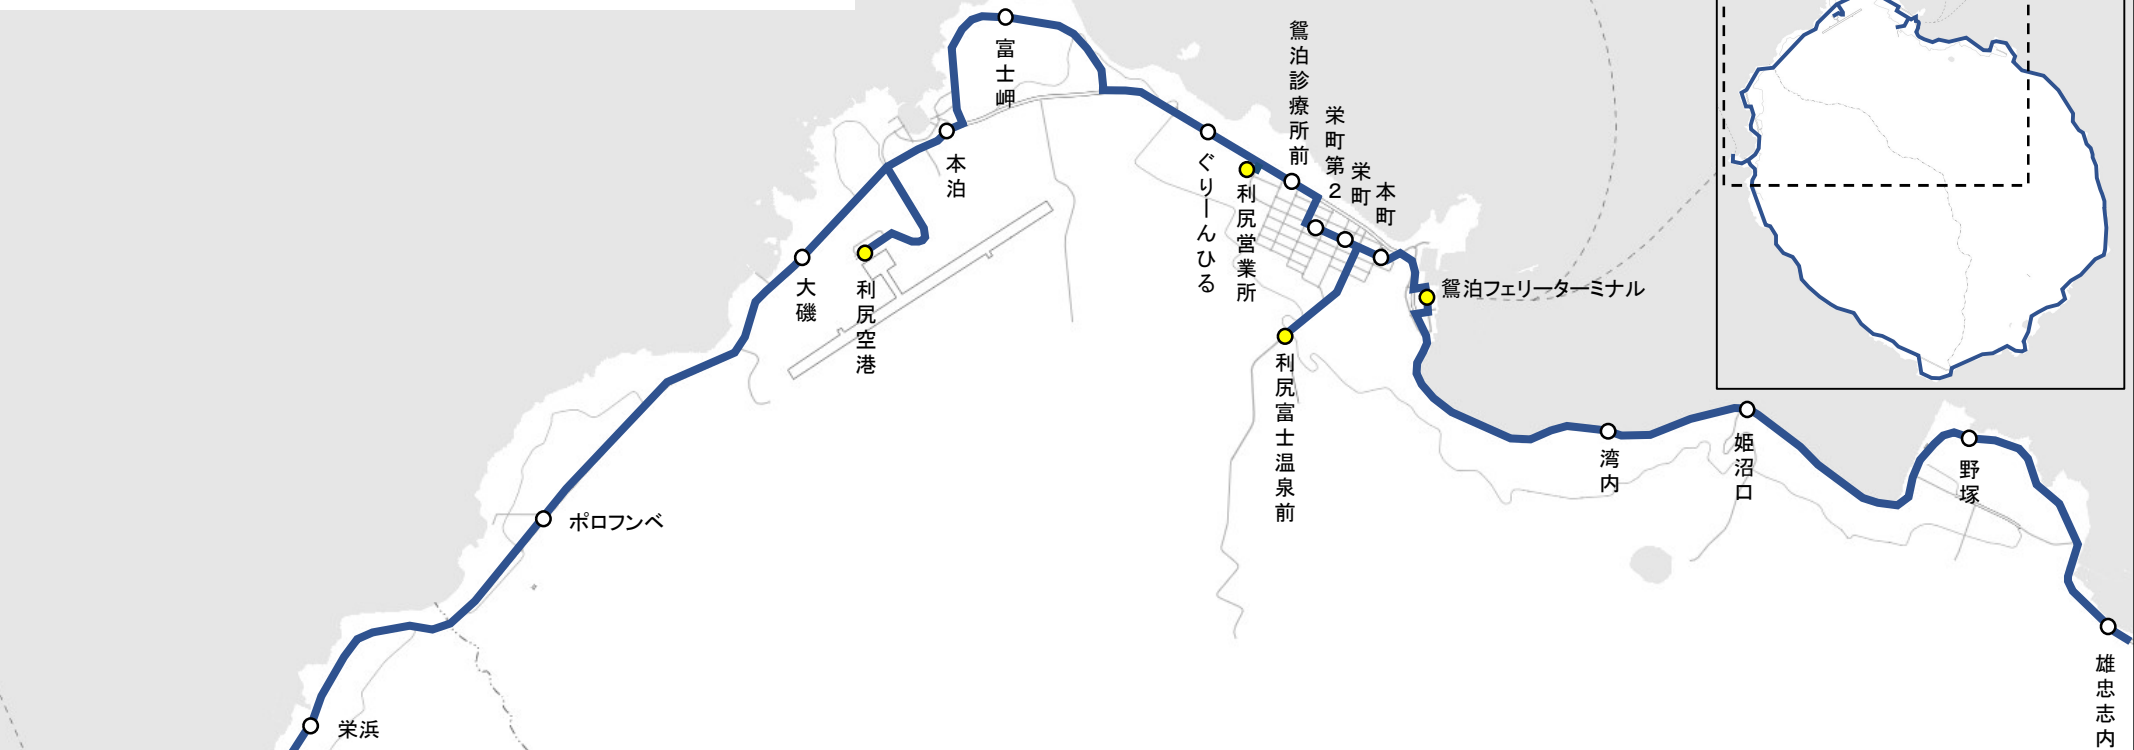 富士岬
本泊
大磯
利尻空港
ポロフンベ
栄浜
ぐりーんひる
利尻営業所
鴛泊診療所前
栄町第2
栄町
本町
鴛泊フェリーターミナル
利尻富士温泉前
湾内
姫沼口
野塚
雄忠志内